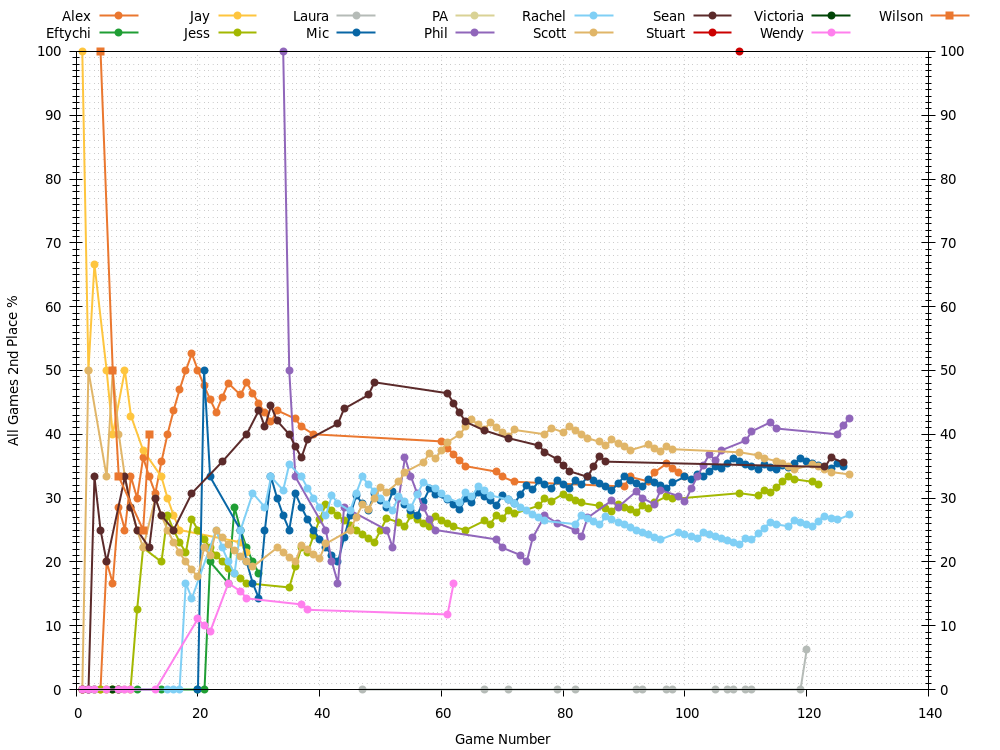 Alex Jay Laura PA Rachel Sean Victoria Wilson
Eftychi Jess Mic Phil Scott Stuart Wendy
100 100
90 90
80 80
70 70
60 60
50 50
40 40
30 30
20 20
10 10
0 0
0 20 40 60 80 100 120 140
All Games 2nd Place %
Game Number